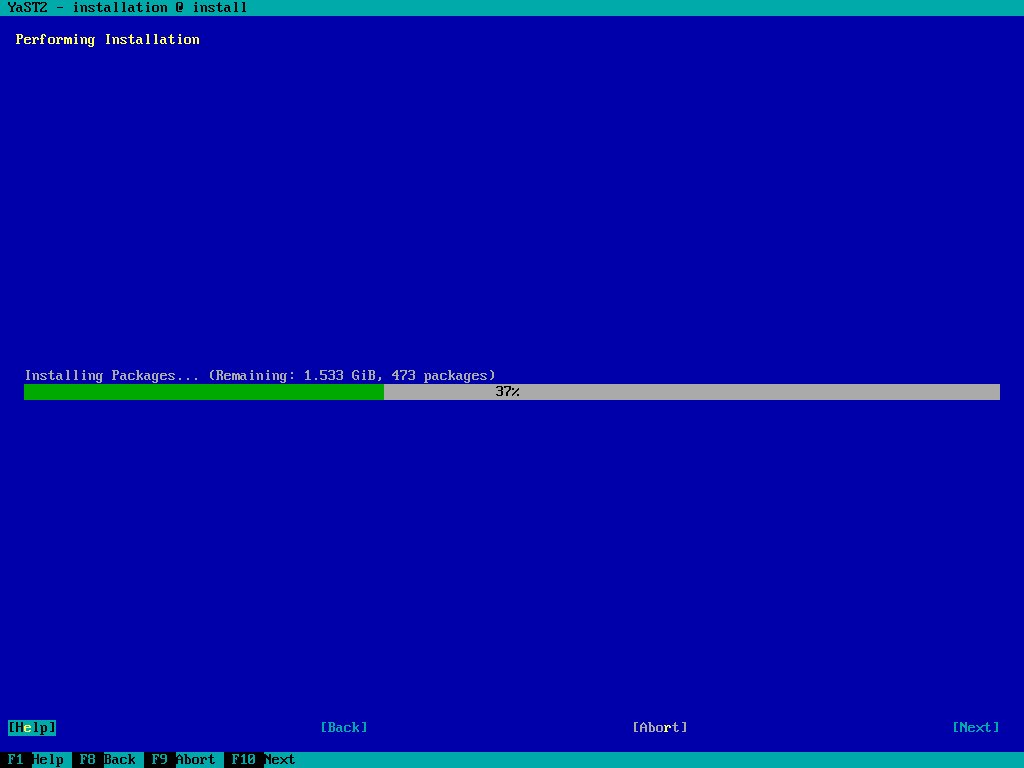 YaST2 - installation @ install
Performing Installation
Installing Packages... (Remaining: 1.533 GiB, 473 packages)
37%
[Help] [Back] [Abort] [Next]
F1 Help F8 Back F9 Abort F10 Next